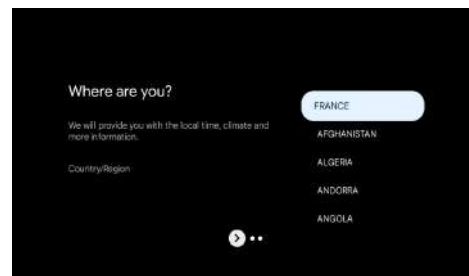 Where are you?
We will provide you with the local time, climate and
more information.
Country/Region
FRANCE
AFGHANISTAN
ALGERIA
ANDORRA
ANGOLA